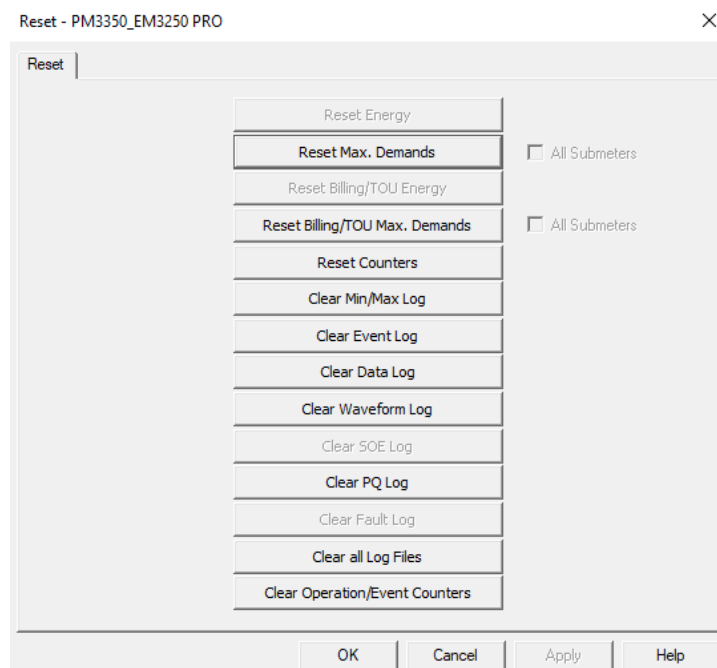 Reset - PM3350_EM3250 PRO
Reset
Reset Energy
Reset Max. Demands
All Submeters
Reset Billing/TOU Energy
Reset Billing/TOU Max. Demands
All Submeters
Reset Counters
Clear Min/Max Log
Clear Event Log
Clear Data Log
Clear Waveform Log
Clear SOE Log
Clear PQ Log
Clear Fault Log
Clear all Log Files
Clear Operation/Event Counters
OK
Cancel
Apply
Help